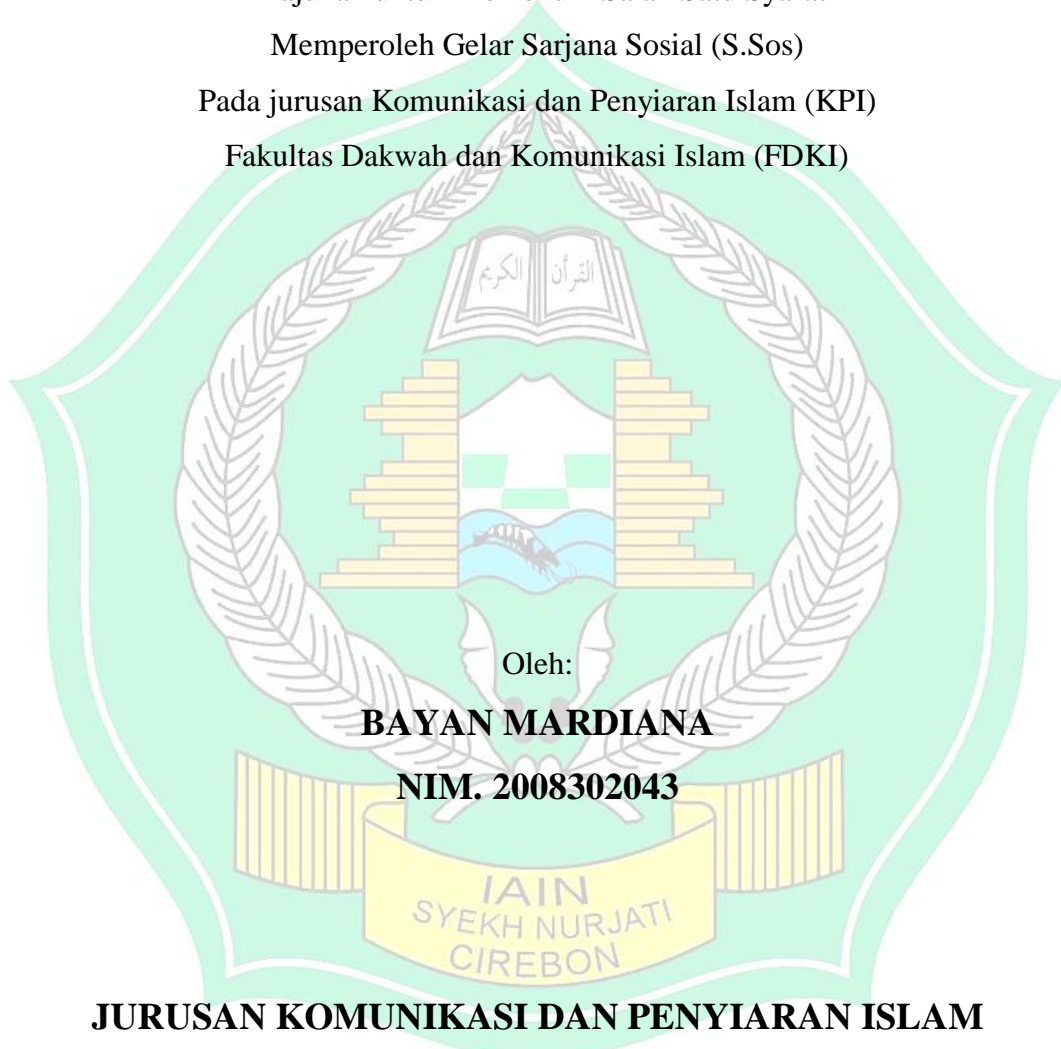 Memperoleh Gelar Sarjana Sosial (S.Sos)
Pada jurusan Komunikasi dan Penyiaran Islam (KPI)
Fakultas Dakwah dan Komunikasi Islam (FDKI)
القرآن الكريم
Oleh:
BAYAN MARDIANA
NIM. 2008302043
IAIN
SYEKH NURJATI
CIREBON
JURUSAN KOMUNIKASI DAN PENYIARAN ISLAM